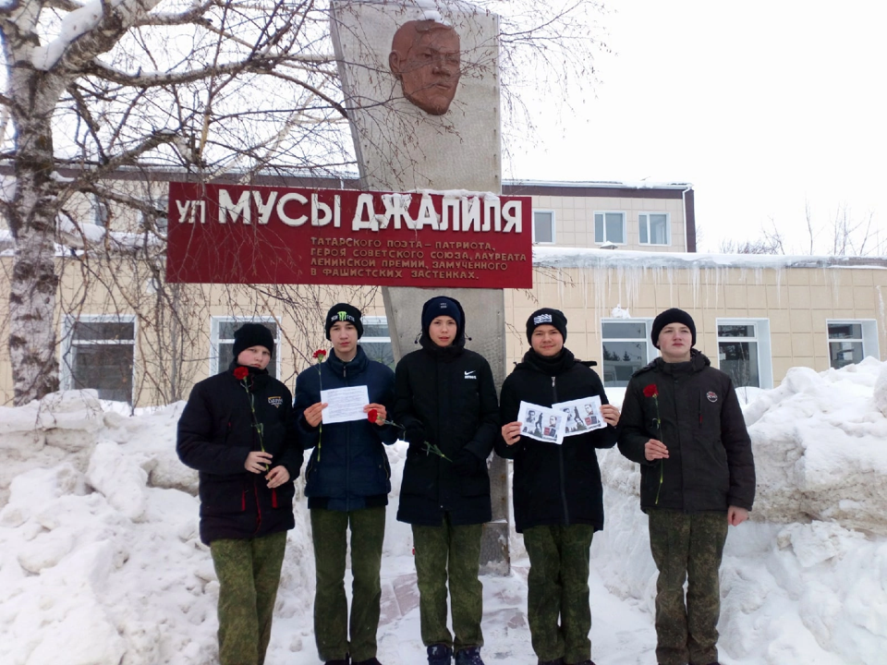 УЛ МУСЫ ДЖАЛИЛЯ
ТАТАРСКОГО ПОЭТА - ПАТРИОТА,
ГЕРОЯ СОВЕТСКОГО СОЮЗА, ЛАУРЕАТА
ЛЕНИНСКОЙ ПРЕМИИ, ЗАМУЧЕННОГО
В ФАШИСТСКИХ ЗАСТЕНКАХ.